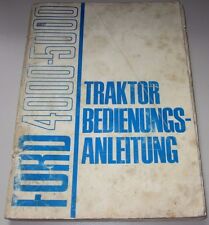 FORD 4000-5000
TRAKTOR
BEDIENUNGS-
ANLEITUNG